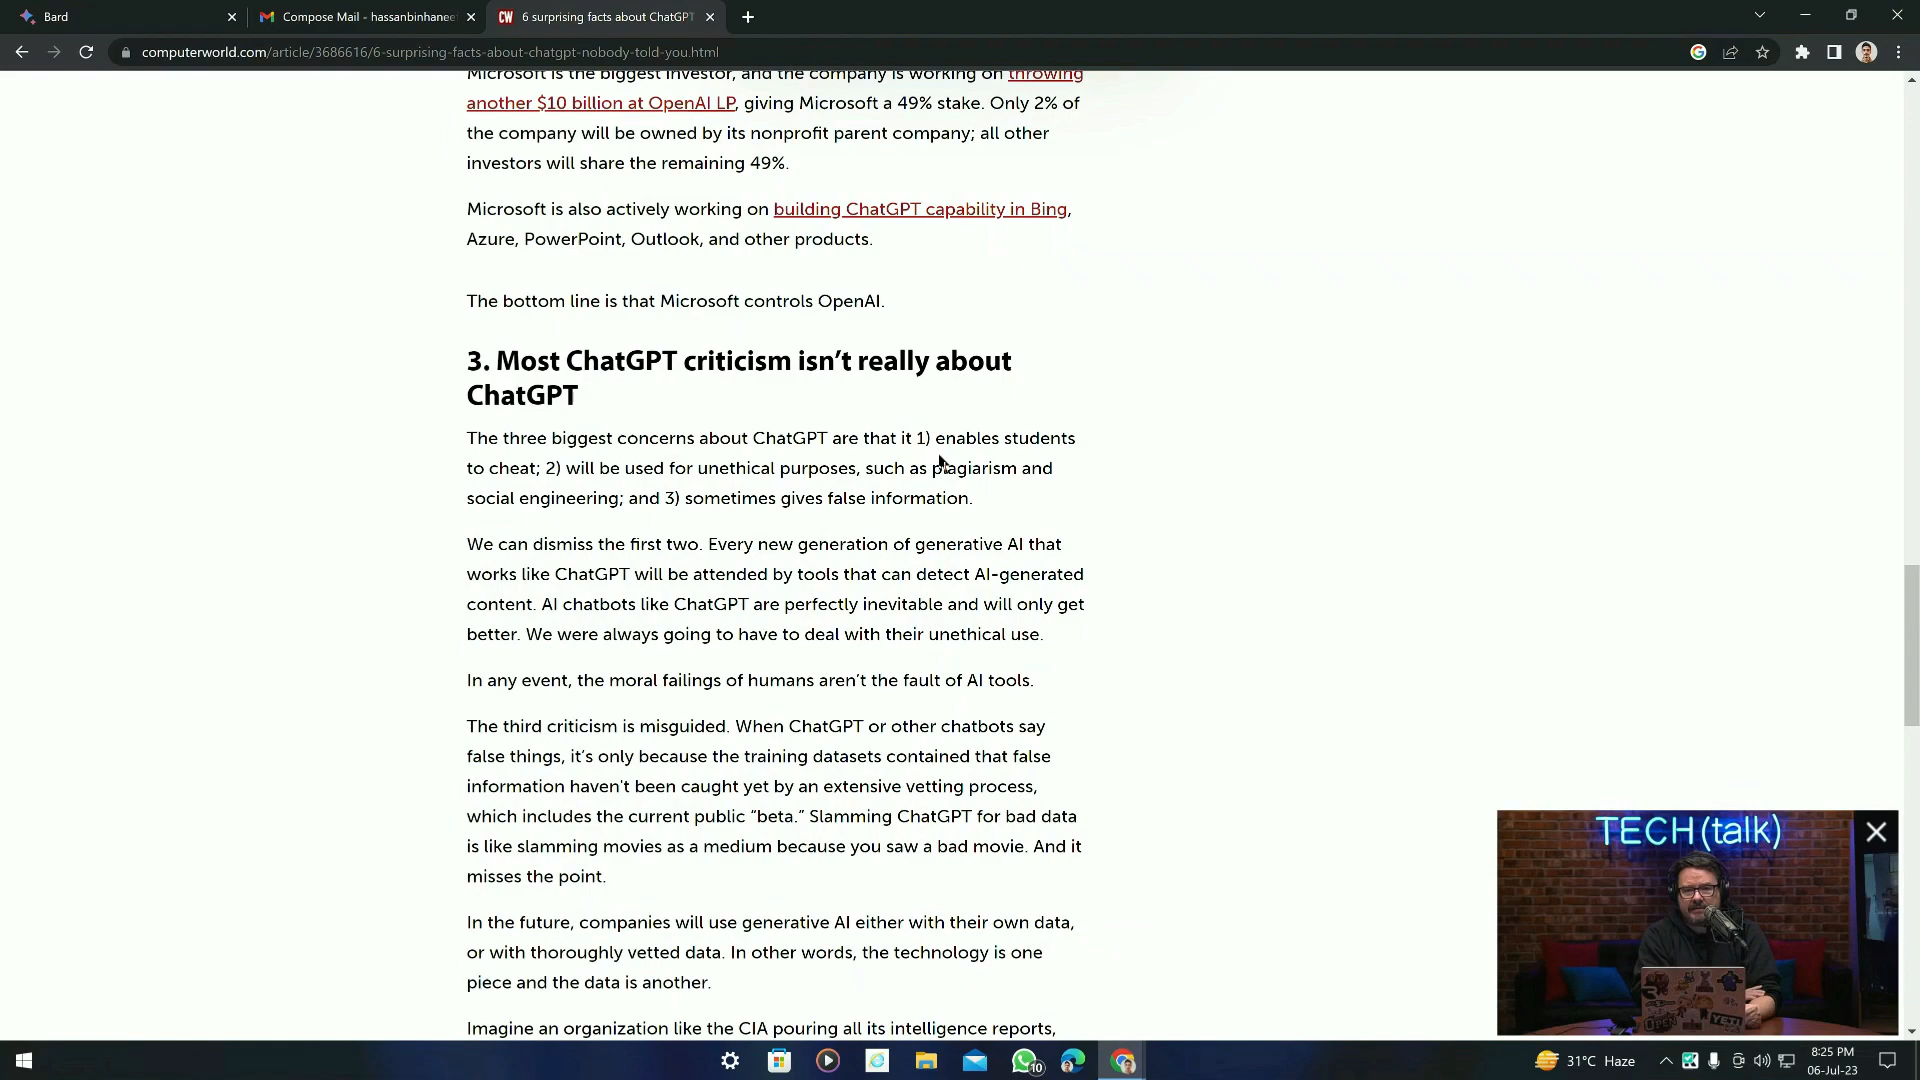 Bard
Compose Mail - hassanbinhaneef
6 surprising facts about ChatGPT
computerworld.com/article/3686616/6-surprising-facts-about-chatgpt-nobody-told-you.html
Microsoft is the biggest investor, and the company is working on throwing
another $10 billion at OpenAI LP, giving Microsoft a 49% stake. Only 2% of
the company will be owned by its nonprofit parent company; all other
investors will share the remaining 49%.
Microsoft is also actively working on building ChatGPT capability in Bing,
Azure, PowerPoint, Outlook, and other products.
The bottom line is that Microsoft controls OpenAI.
3. Most ChatGPT criticism isn’t really about
ChatGPT
The three biggest concerns about ChatGPT are that it 1) enables students
to cheat; 2) will be used for unethical purposes, such as plagiarism and
social engineering; and 3) sometimes gives false information.
We can dismiss the first two. Every new generation of generative AI that
works like ChatGPT will be attended by tools that can detect AI-generated
content. AI chatbots like ChatGPT are perfectly inevitable and will only get
better. We were always going to have to deal with their unethical use.
In any event, the moral failings of humans aren’t the fault of AI tools.
The third criticism is misguided. When ChatGPT or other chatbots say
false things, it’s only because the training datasets contained that false
information haven't been caught yet by an extensive vetting process,
which includes the current public “beta.” Slamming ChatGPT for bad data
is like slamming movies as a medium because you saw a bad movie. And it
misses the point.
In the future, companies will use generative AI either with their own data,
or with thoroughly vetted data. In other words, the technology is one
piece and the data is another.
Imagine an organization like the CIA pouring all its intelligence reports,
TECH(talk)
10
31°C Haze
8:25 PM
06-Jul-23